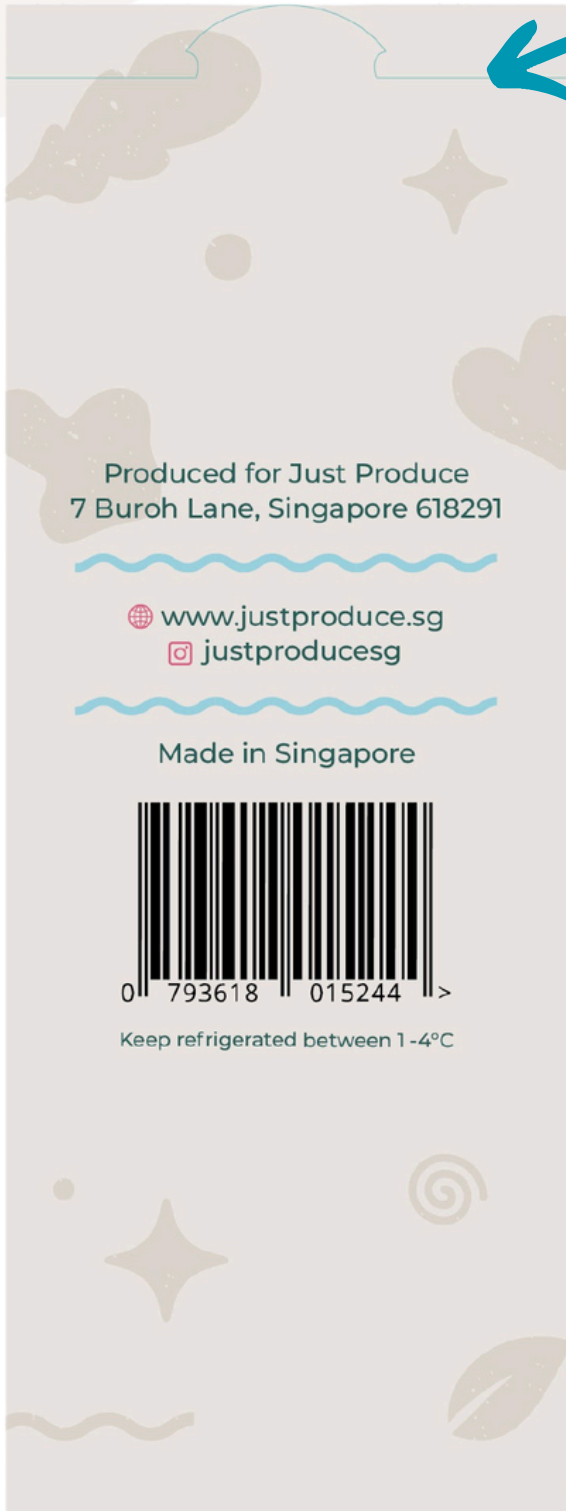 Produced for Just Produce
7 Buroh Lane, Singapore 618291
www.justproduce.sg
justproducesg
Made in Singapore
0 793618 015244 >
Keep refrigerated between 1-4°C